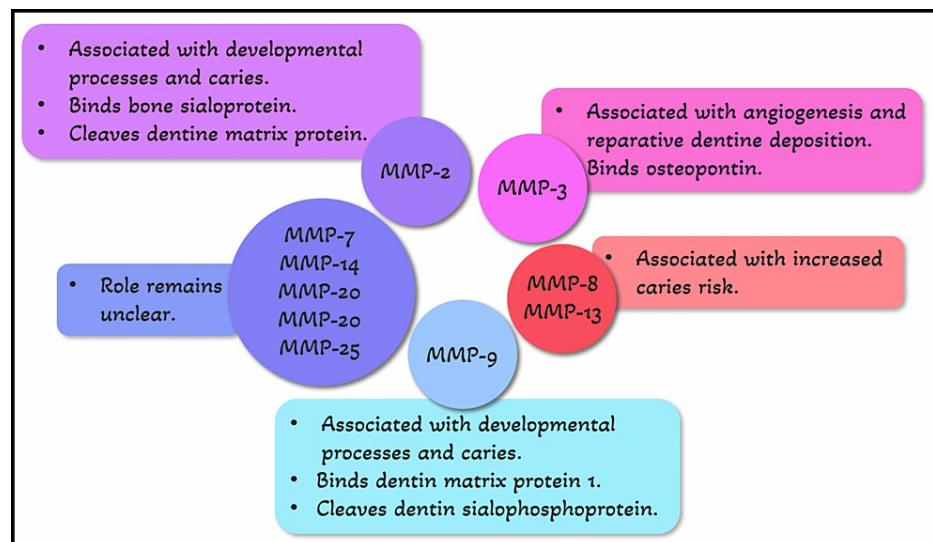 • Associated with developmental
processes and caries.
• Binds bone sialoprotein.
• Cleaves dentine matrix protein.
MMP-2
• Associated with angiogenesis and
reparative dentine deposition.
Binds osteopontin.
MMP-3
• Role remains
unclear.
MMP-7
MMP-14
MMP-20
MMP-20
MMP-25
MMP-8
MMP-13
• Associated with increased
caries risk.
MMP-9
• Associated with developmental
processes and caries.
• Binds dentin matrix protein 1.
• Cleaves dentin sialophosphoprotein.